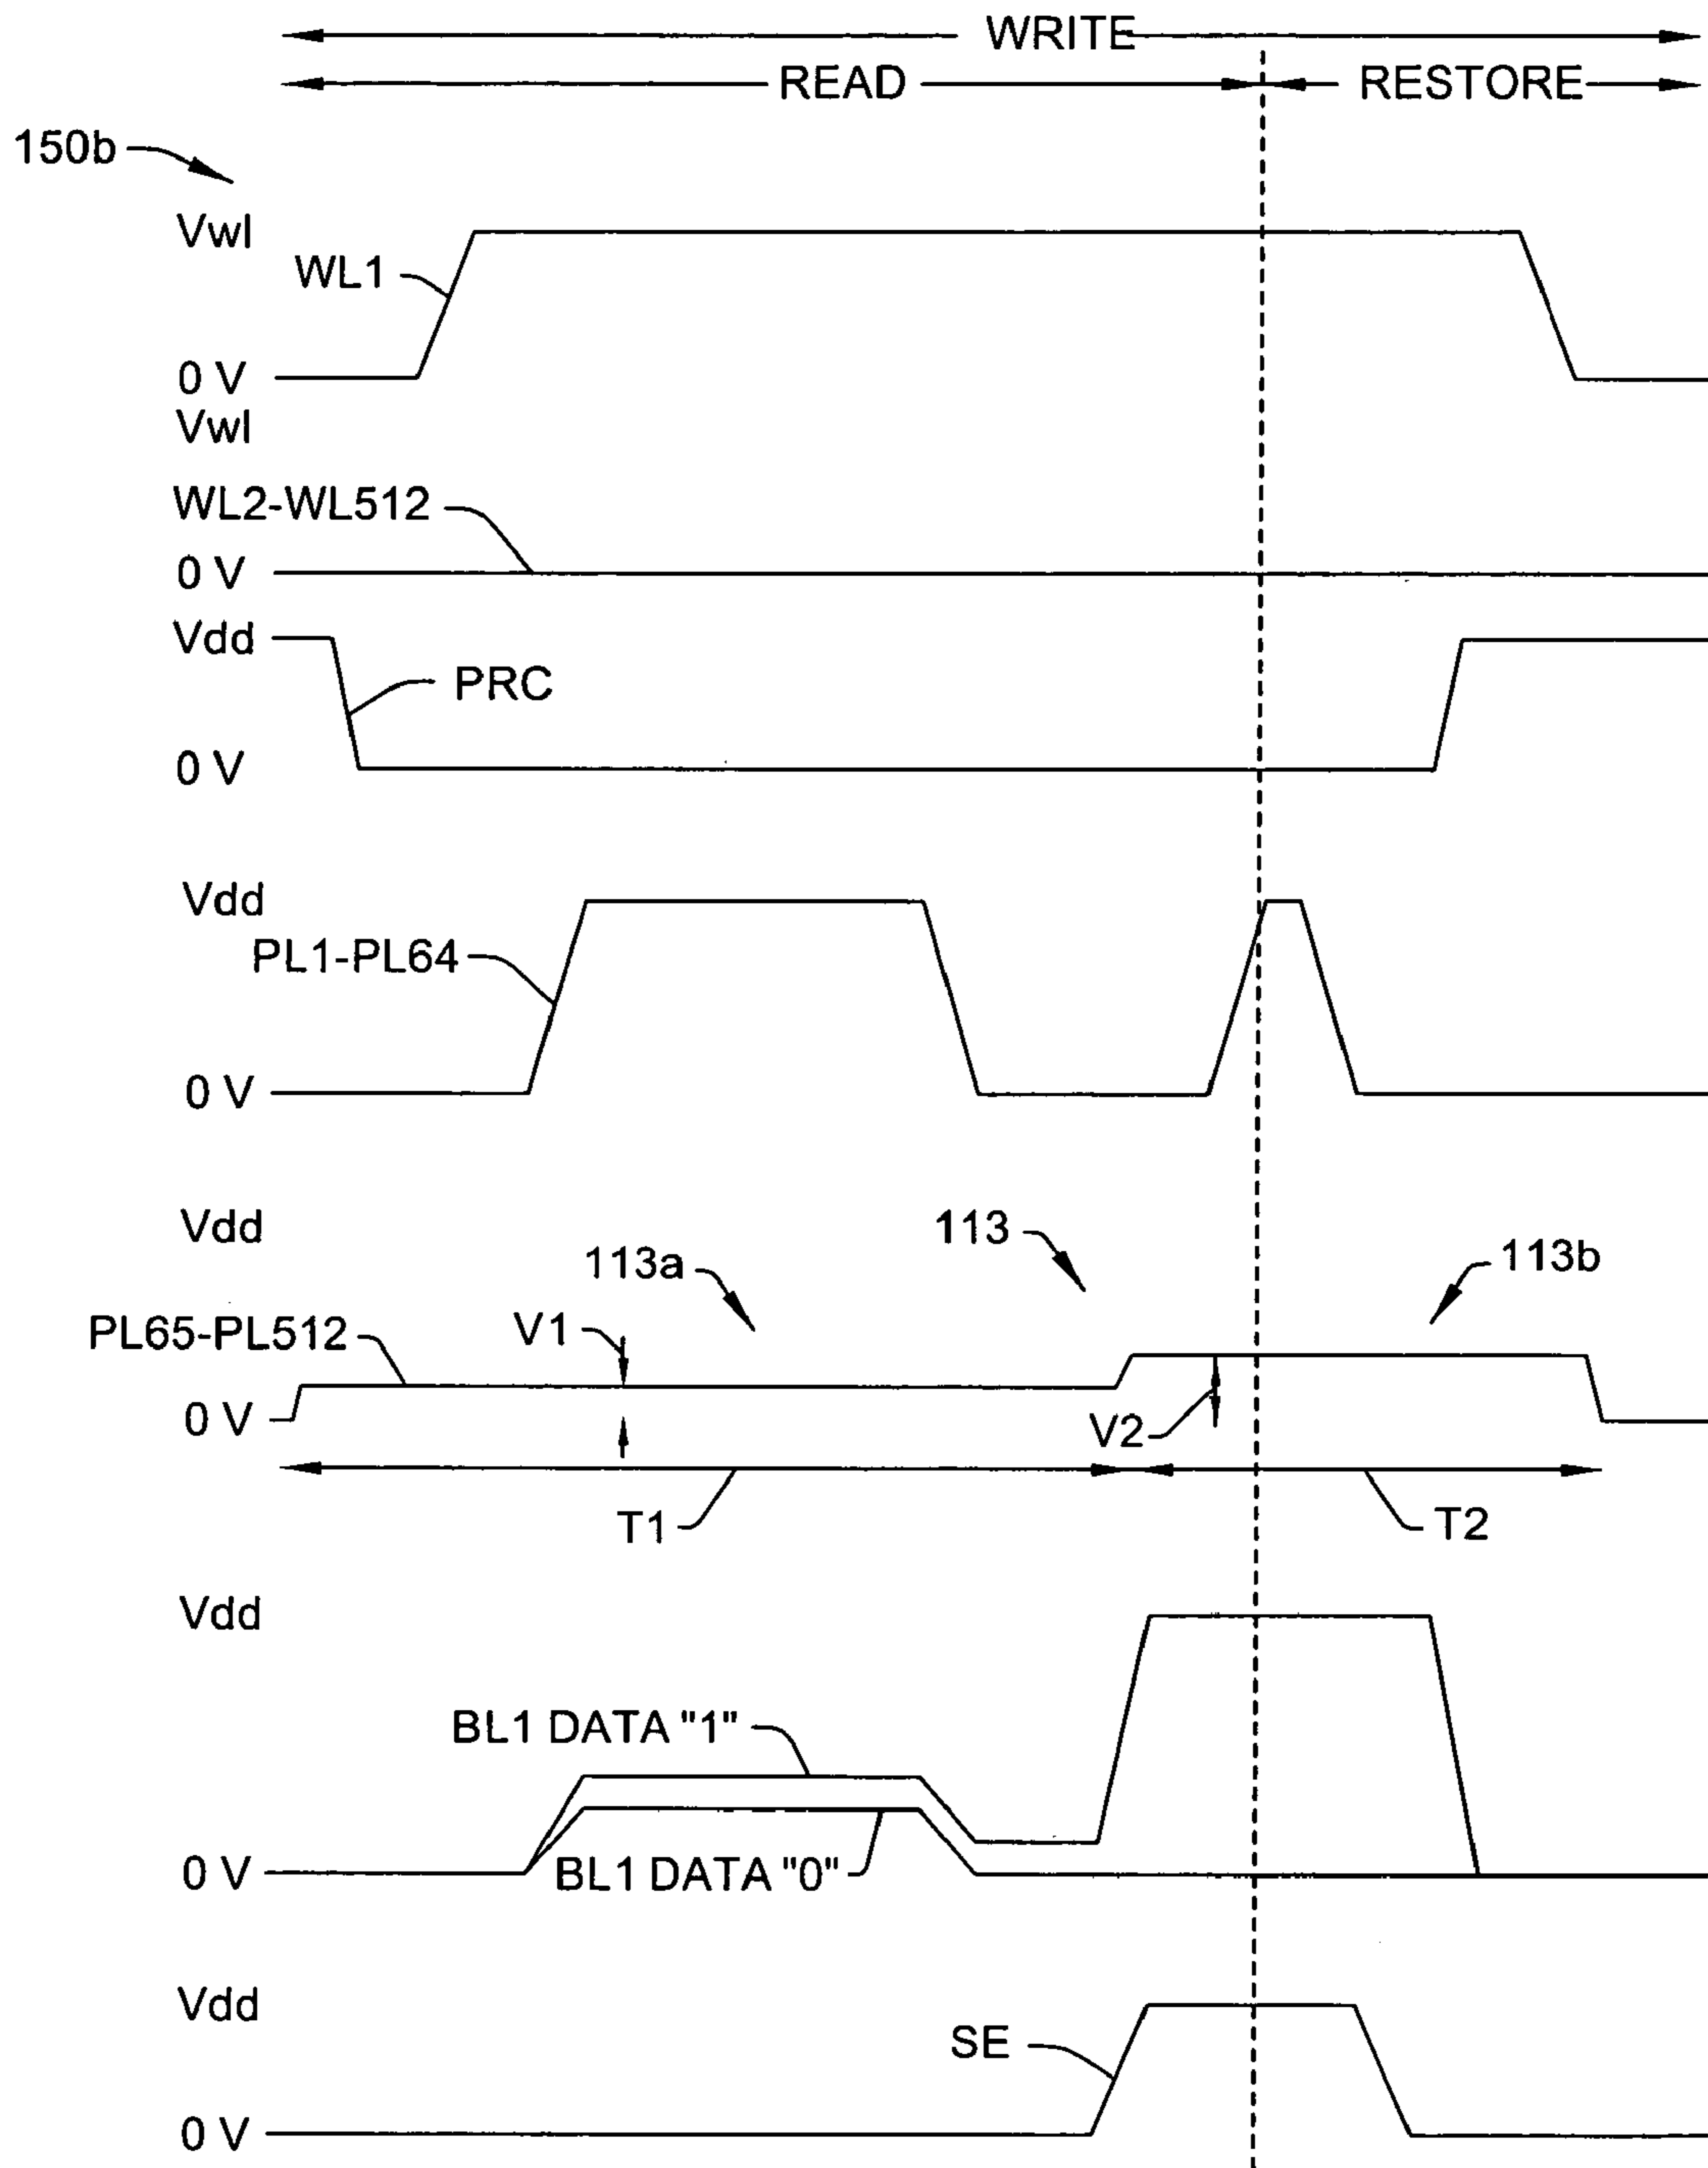 WRITE
READ
RESTORE
150b
Vwl
WL1
0 V
Vwl
WL2-WL512
0 V
Vdd
PRC
0 V
Vdd
PL1-PL64
0 V
Vdd
113
113a
113b
PL65-PL512
V1
0 V
V2
T1
T2
Vdd
BL1 DATA "1"
0 V
BL1 DATA "0"
Vdd
SE
0 V